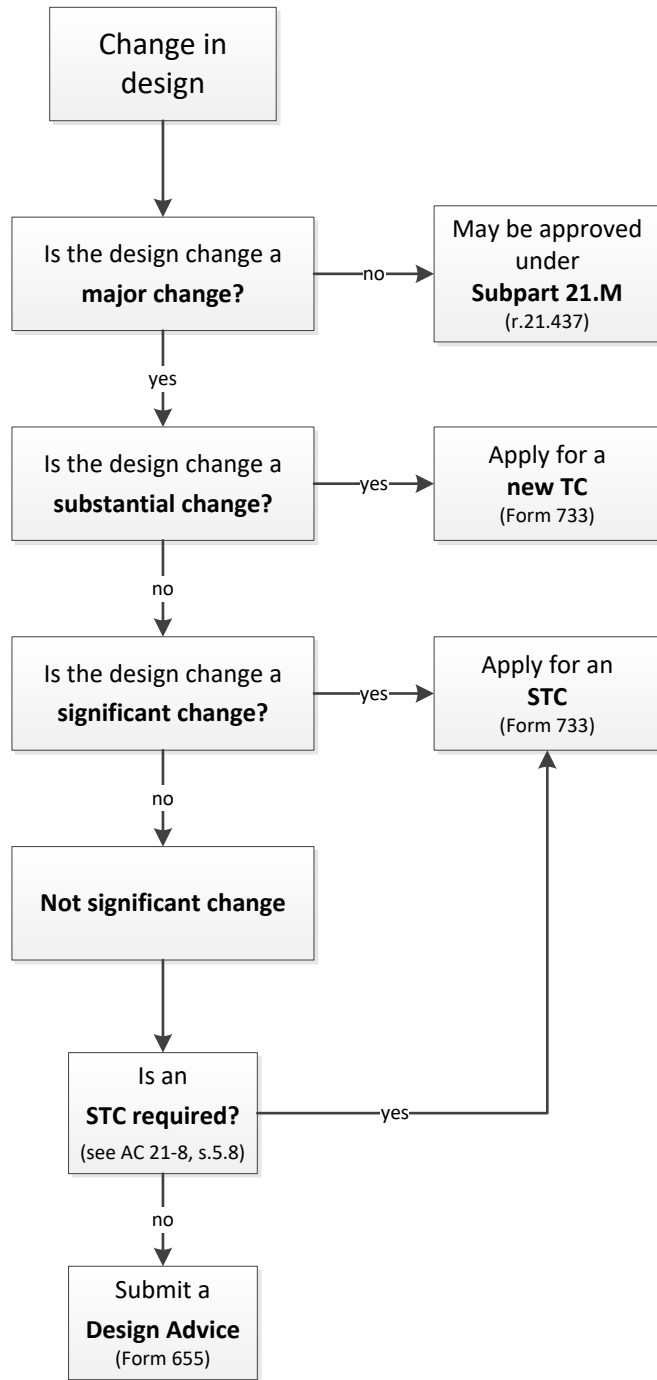 Change in
design
Is the design change a
major change?
no
May be approved
under
Subpart 21.M
(r.21.437)
yes
Is the design change a
substantial change?
yes
Apply for a
new TC
(Form 733)
no
Is the design change a
significant change?
yes
Apply for an
STC
(Form 733)
no
Not significant change
Is an
STC required?
(see AC 21-8, s.5.8)
yes
no
Submit a
Design Advice
(Form 655)